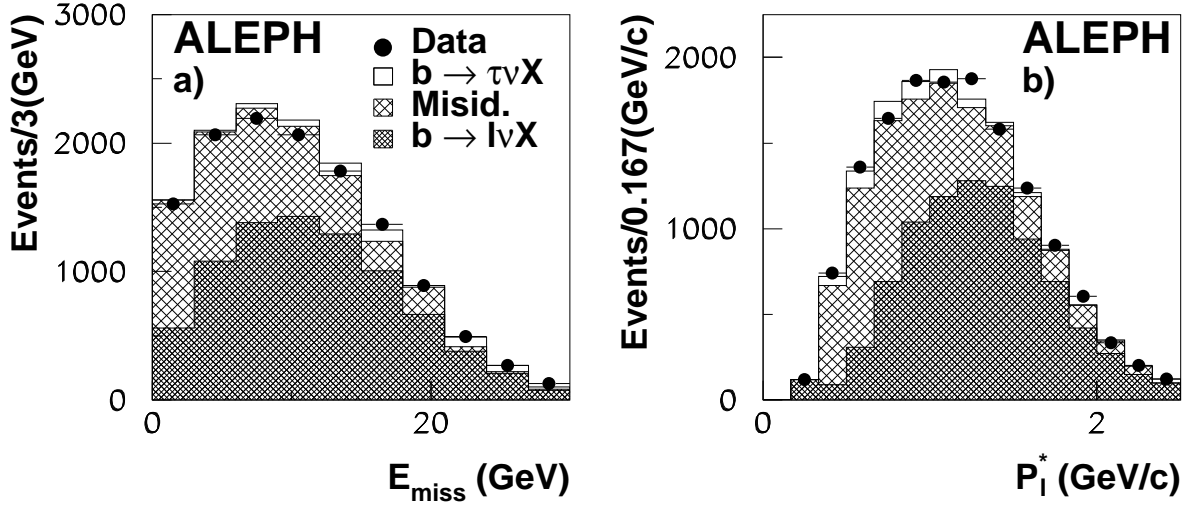 ALEPH
a)
Data
b → τνX
Misid.
b → lνX
Events/3(GeV)
3000
2000
1000
0
0
20
E_miss (GeV)
ALEPH
b)
Events/0.167(GeV/c)
2000
1000
0
0
2
P_l^* (GeV/c)